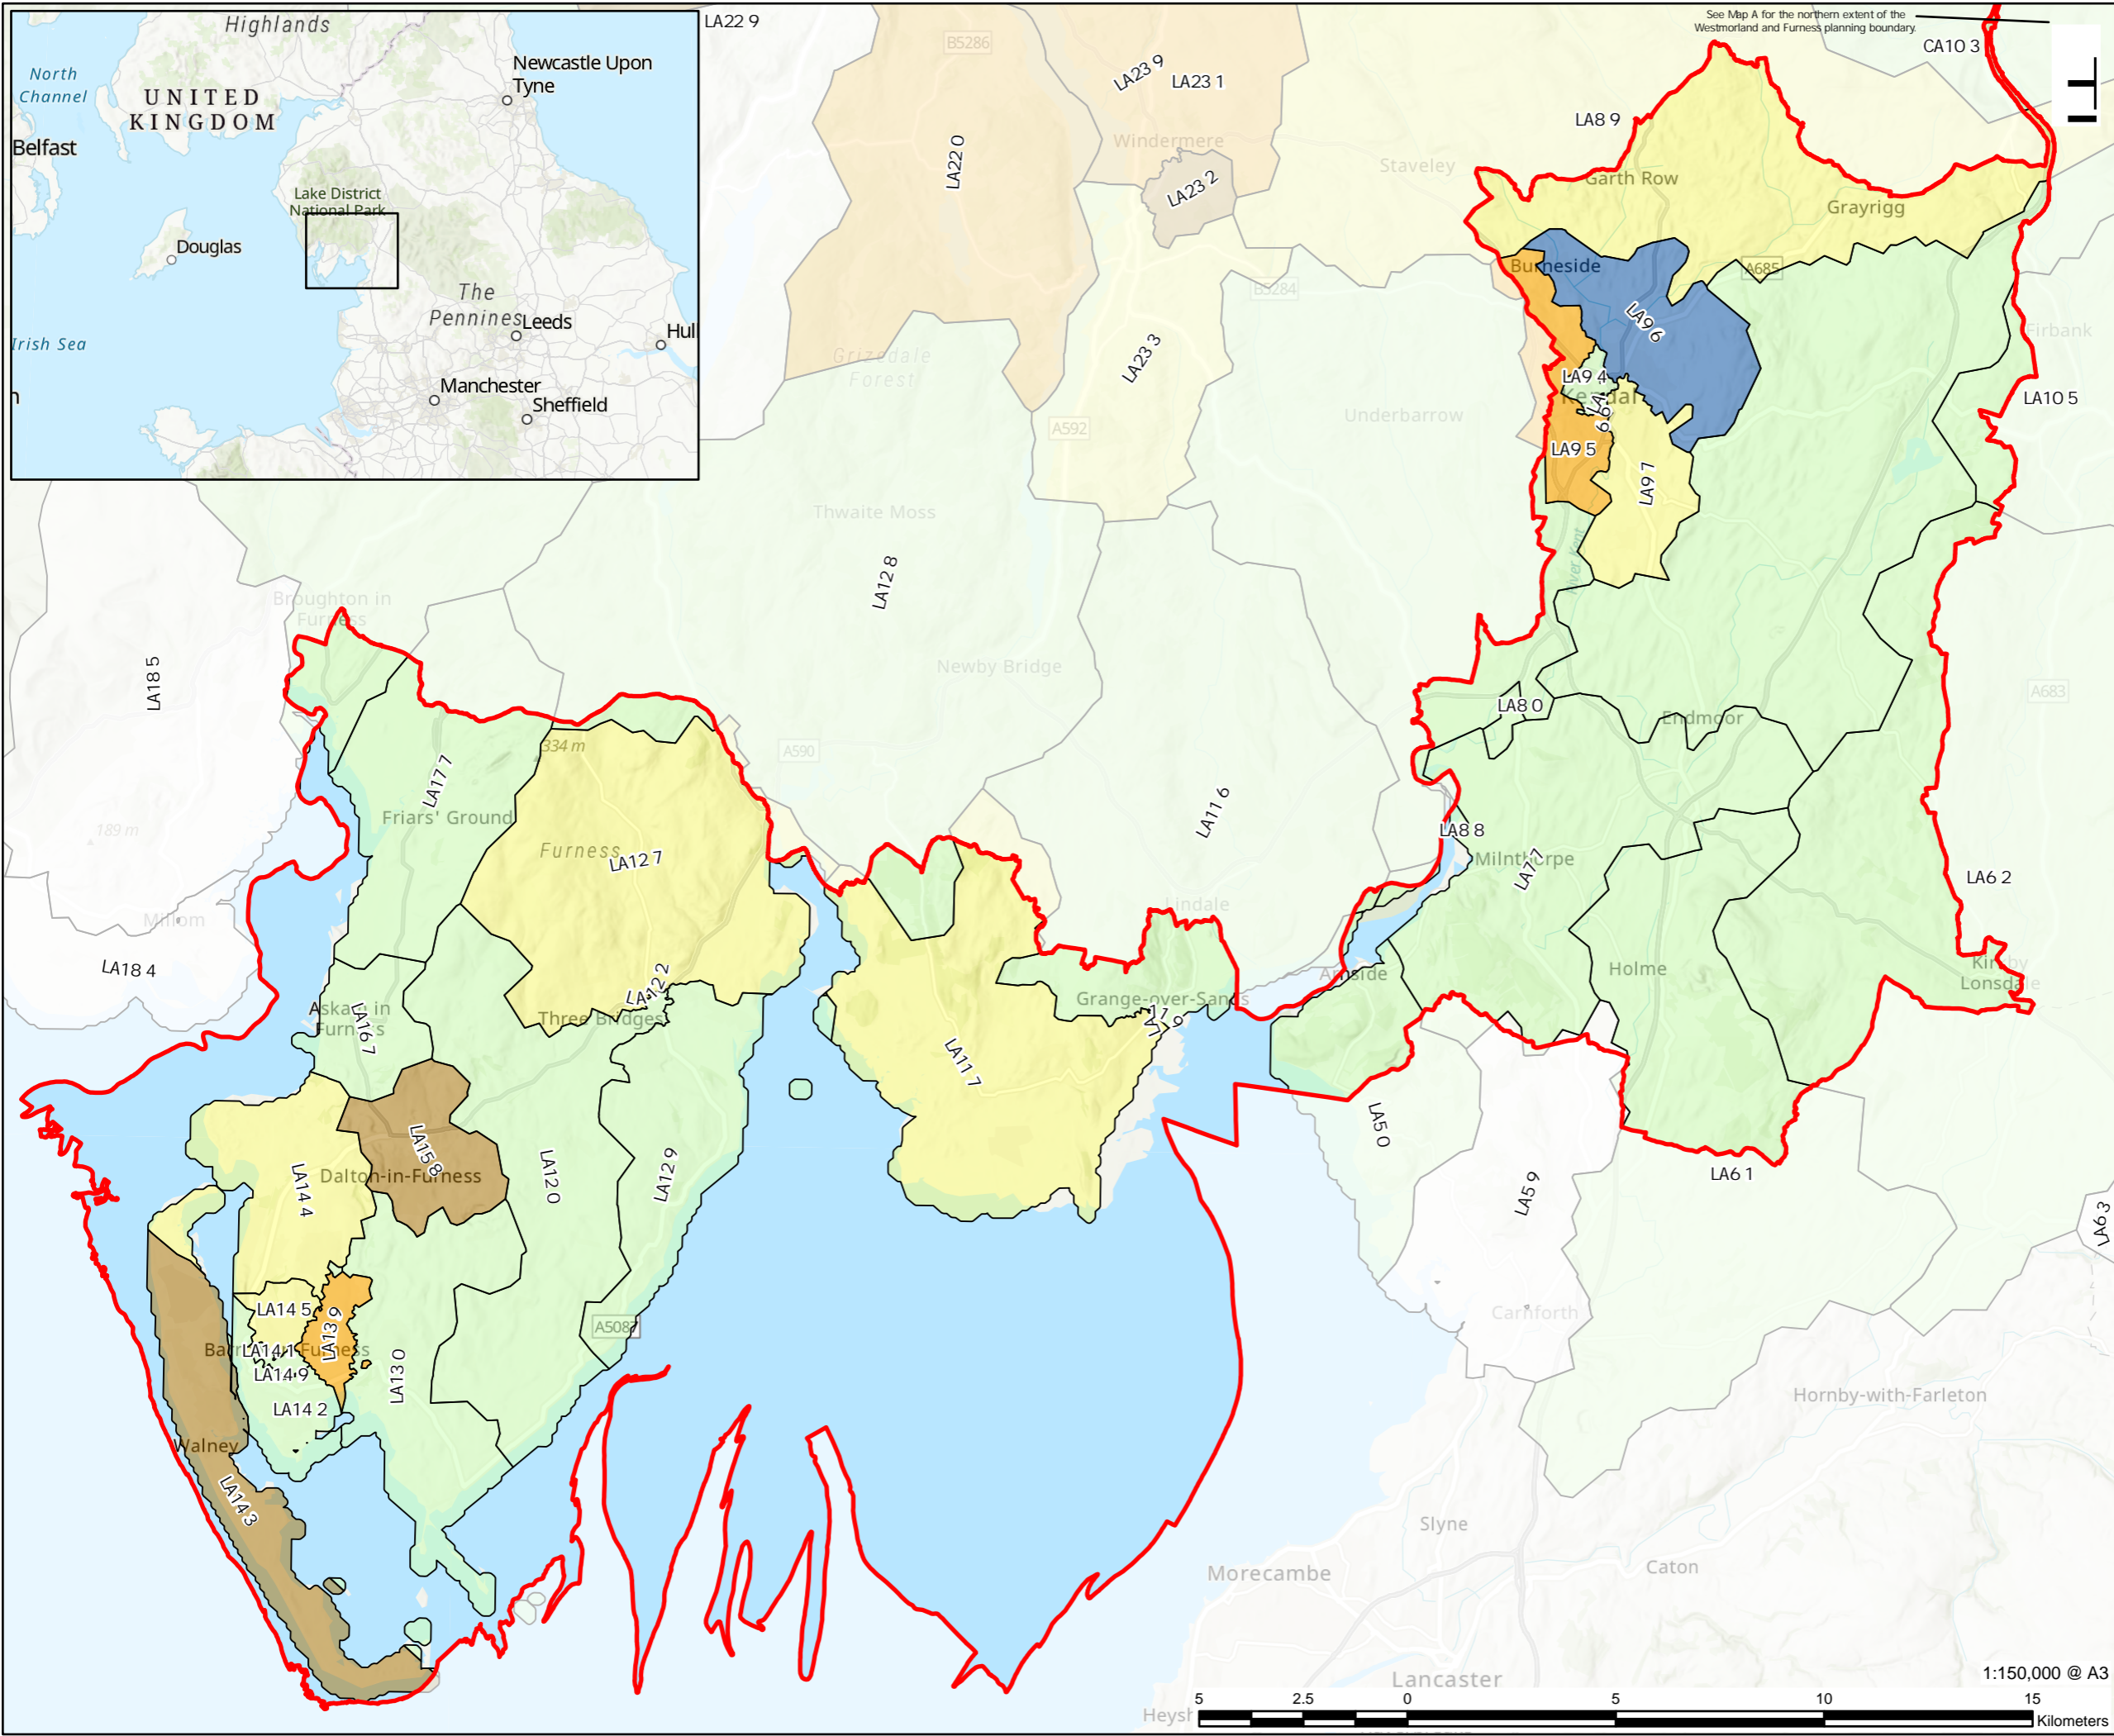 Highlands
North
Channel
UNITED
KINGDOM
Newcastle Upon
Tyne
Belfast
Lake District
National Park
Douglas
The
Pennines
Leeds
Hul
Irish Sea
Manchester
Sheffield
n
LA22 9
B5286
LA23 9
LA23 1
See Map A for the northern extent of the
Westmorland and Furness planning boundary.
CA10 3
LA22 0
Windermere
LA8 9
Staveley
LA23 2
Garth Row
Grayrigg
Burneside
A685
B5284
LA9 6
Firbank
Grizedale
Forest
LA23 3
LA9 4
Kendal
LA10 5
Underbarrow
A592
LA9 5
LA9 7
Thwaite Moss
River Kent
LA12 8
Broughton in
Furness
LA18 5
Newby Bridge
A683
LA8 0
Endmoor
334 m
A590
LA17 7
Friars' Ground
LA11 6
189 m
LA8 8
Furness
LA12 7
Milnthorpe
LA7 7
LA6 2
Lindale
Millom
LA18 4
Arnside
Holme
Kirkby
Lonsdale
LA12 2
Grange-over-Sands
Askam in
Furness
LA16 7
Three Bridges
LA11 7
LA5 0
LA15 8
Dalton-in-Furness
LA14 4
LA12 0
LA12 9
LA6 1
LA5 9
LA6 3
LA14 5
LA13 9
A5087
Carnforth
Barrow-in-Furness
LA14 1
LA14 9
LA13 0
Hornby-with-Farleton
LA14 2
Walney
LA14 3
Slyne
Morecambe
Caton
Lancaster
1:150,000 @ A3
5 2.5 0 5 10 15
Heysh
Kilometers